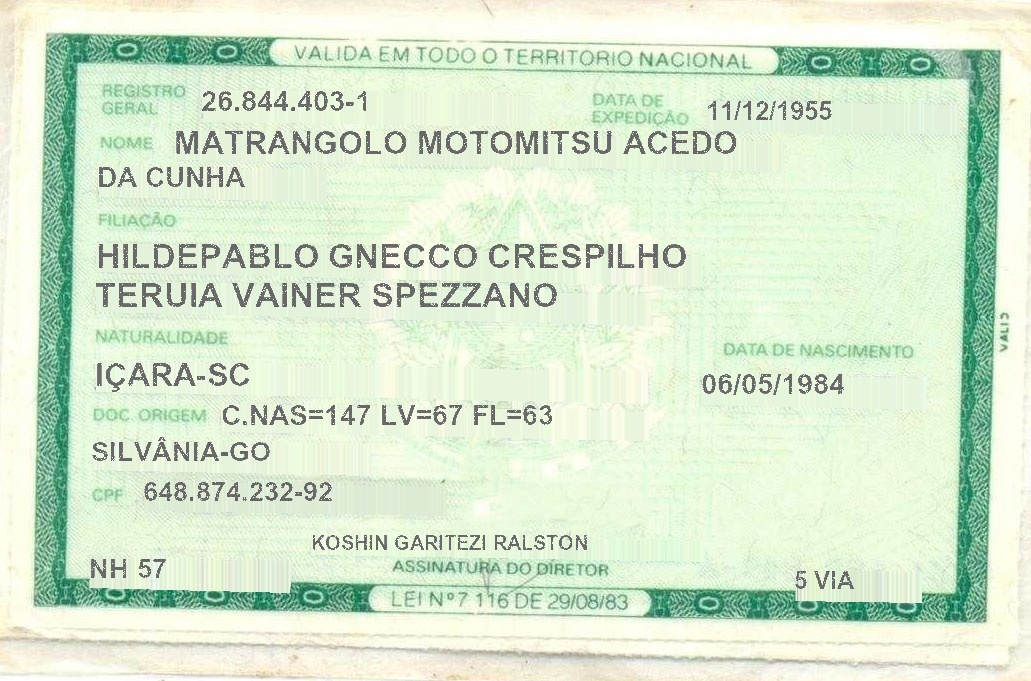 VALIDA EM TODO O TERRITORIO NACIONAL
REGISTRO GERAL 26.844.403-1 DATA DE EXPEDIÇÃO 11/12/1955
NOME MATRANGOLO MOTOMITSU ACEDO
DA CUNHA
FILIAÇÃO
HILDEPABLO GNECCO CRESPILHO
TERUIA VAINER SPEZZANO
NATURALIDADE DATA DE NASCIMENTO
IÇARA-SC 06/05/1984
DOC. ORIGEM C.NAS=147 LV=67 FL=63
SILVÂNIA-GO
CPF 648.874.232-92
KOSHIN GARITEZI RALSTON
NH 57 ASSINATURA DO DIRETOR 5 VIA
LEI Nº 7.116 DE 29/08/83
VALID